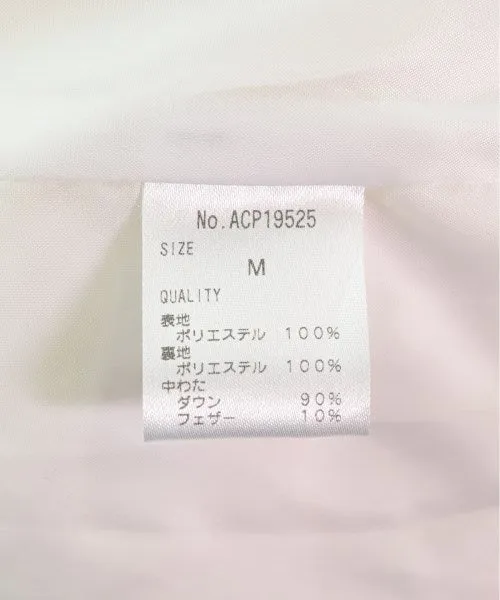 No.ACP19525
SIZE
M
QUALITY
表地
ポリエステル 100%
裏地
ポリエステル 100%
中わた
ダウン 90%
フェザー 10%